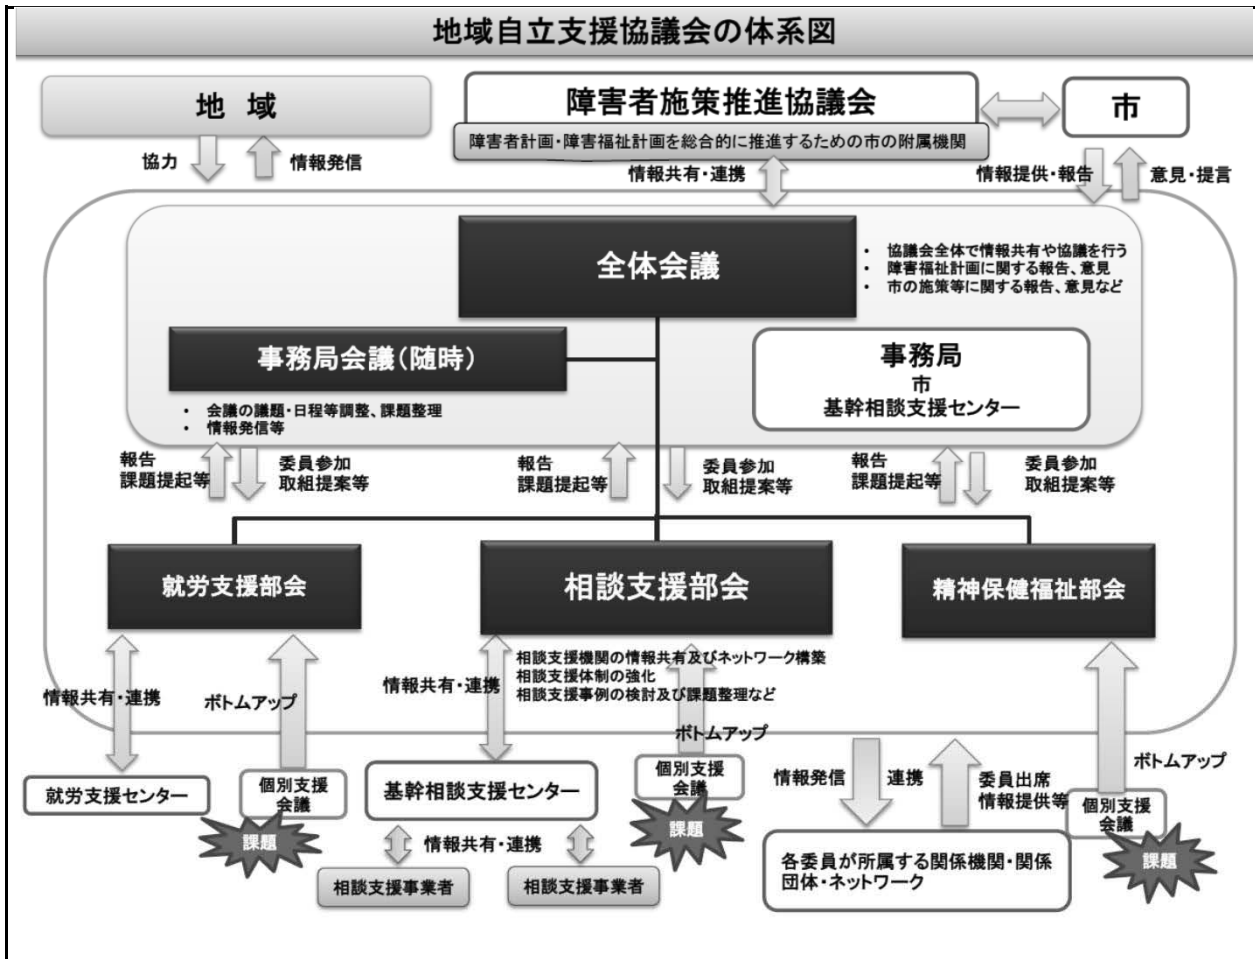 地域自立支援協議会の体系図
地 域
障害者施策推進協議会
障害者計画・障害福祉計画を総合的に推進するための市の附属機関
市
協力
情報発信
情報共有・連携
情報提供・報告
意見・提言
全体会議
• 協議会全体で情報共有や協議を行う
• 障害福祉計画に関する報告、意見
• 市の施策等に関する報告、意見など
事務局会議（随時）
• 会議の議題・日程等調整、課題整理
• 情報発信等
事務局
市
基幹相談支援センター
報告
課題提起等
委員参加
取組提案等
報告
課題提起等
委員参加
取組提案等
報告
課題提起等
委員参加
取組提案等
就労支援部会
相談支援部会
精神保健福祉部会
相談支援機関の情報共有及びネットワーク構築
相談支援体制の強化
相談支援事例の検討及び課題整理など
情報共有・連携
ボトムアップ
情報共有・連携
ボトムアップ
ボトムアップ
就労支援センター
個別支援
会議
課題
基幹相談支援センター
個別支援
会議
課題
情報共有・連携
相談支援事業者
相談支援事業者
情報発信
連携
委員出席
情報提供等
個別支援
会議
課題
各委員が所属する関係機関・関係
団体・ネットワーク